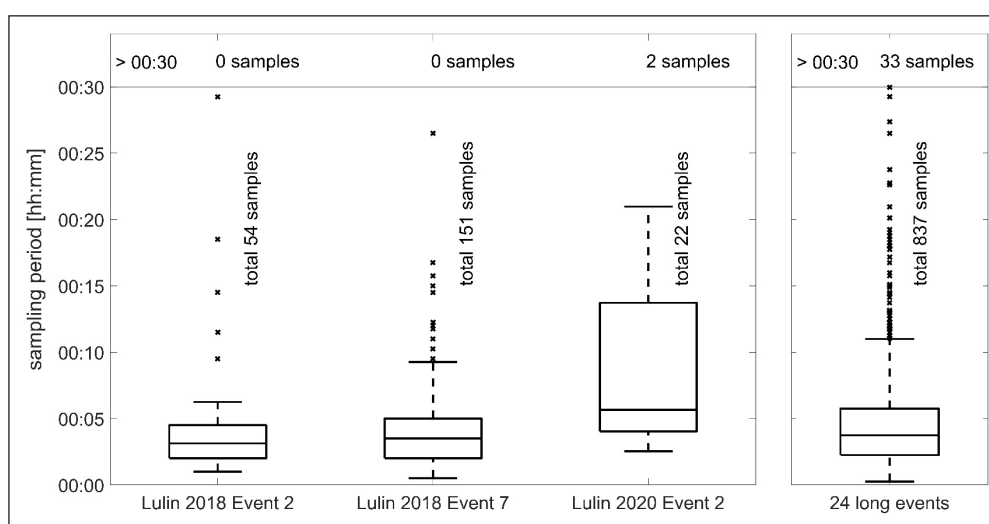 > 00:30 0 samples 0 samples 2 samples > 00:30 33 samples
00:30
00:25
00:20
00:15
00:10
00:05
00:00
sampling period [hh:mm]
total 54 samples
total 151 samples
total 22 samples
total 837 samples
Lulin 2018 Event 2 Lulin 2018 Event 7 Lulin 2020 Event 2 24 long events